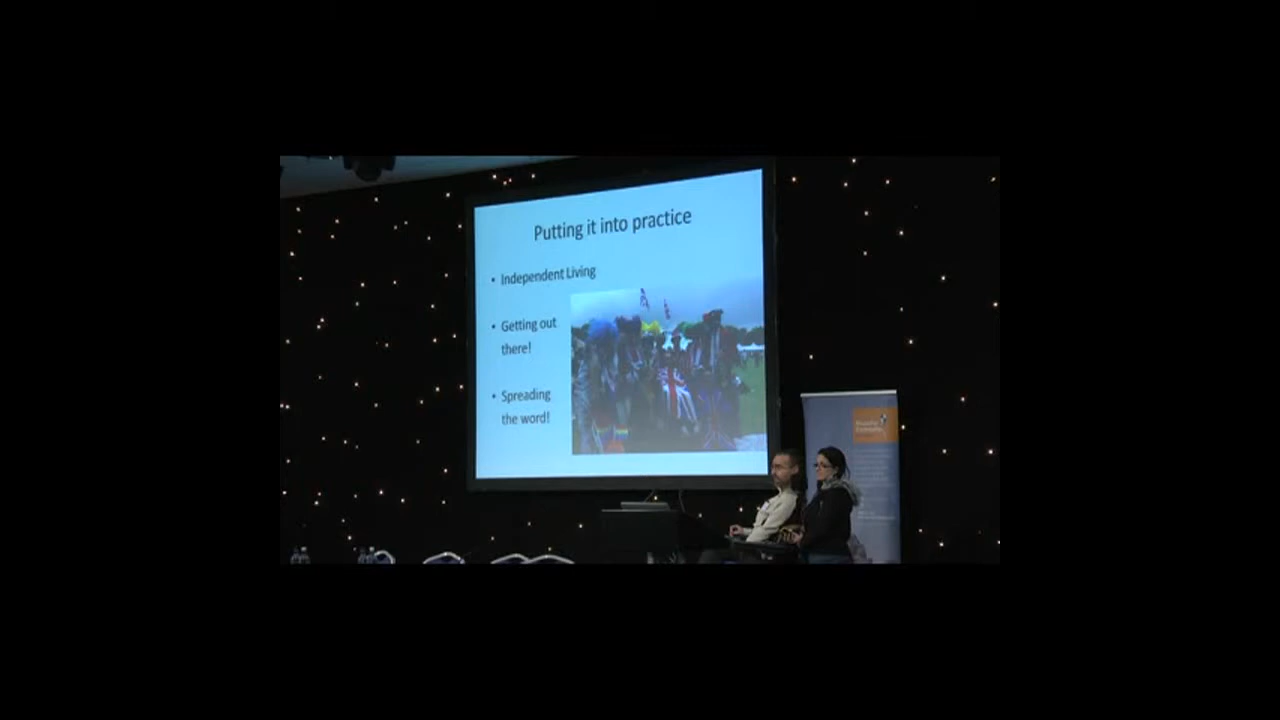 Putting it into practice
• Independent Living
• Getting out
there!
• Spreading
the word!